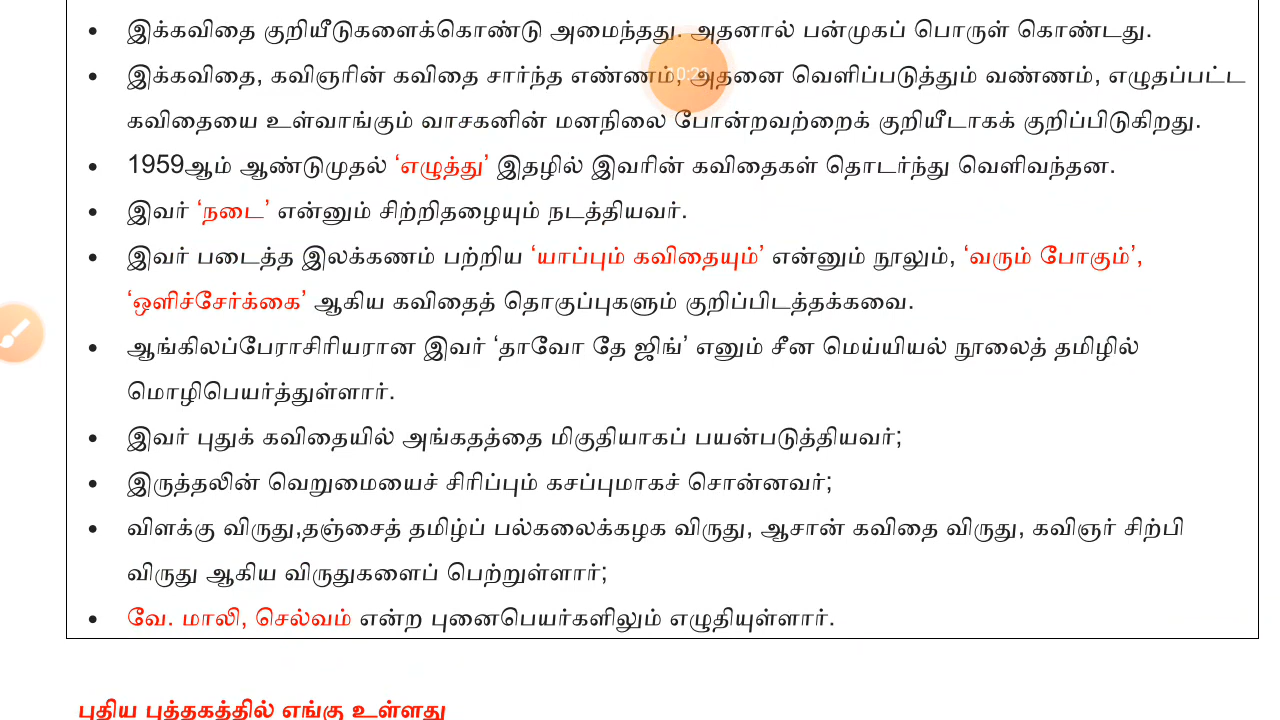 இக்கவிதை குறியீடுகளைக்கொண்டு அமைந்தது. அதனால் பன்முகப் பொருள் கொண்டது.
இக்கவிதை, கவிஞரின் கவிதை சார்ந்த எண்ணம், அதனை வெளிப்படுத்தும் வண்ணம், எழுதப்பட்ட
கவிதையை உள்வாங்கும் வாசகனின் மனநிலை போன்றவற்றைக் குறியீடாகக் குறிப்பிடுகிறது.
1959ஆம் ஆண்டுமுதல் ‘எழுத்து’ இதழில் இவரின் கவிதைகள் தொடர்ந்து வெளிவந்தன.
இவர் ‘நடை’ என்னும் சிற்றிதழையும் நடத்தியவர்.
இவர் படைத்த இலக்கணம் பற்றிய ‘யாப்பும் கவிதையும்’ என்னும் நூலும், ‘வரும் போகும்’,
‘ஒளிச்சேர்க்கை’ ஆகிய கவிதைத் தொகுப்புகளும் குறிப்பிடத்தக்கவை.
ஆங்கிலப்பேராசிரியரான இவர் ‘தாவோ தே ஜிங்’ எனும் சீன மெய்யியல் நூலைத் தமிழில்
மொழிபெயர்த்துள்ளார்.
இவர் புதுக் கவிதையில் அங்கதத்தை மிகுதியாகப் பயன்படுத்தியவர்;
இருத்தலின் வெறுமையைச் சிரிப்பும் கசப்புமாகச் சொன்னவர்;
விளக்கு விருது,தஞ்சைத் தமிழ்ப் பல்கலைக்கழக விருது, ஆசான் கவிதை விருது, கவிஞர் சிற்பி
விருது ஆகிய விருதுகளைப் பெற்றுள்ளார்;
வே. மாலி, செல்வம் என்ற புனைபெயர்களிலும் எழுதியுள்ளார்.
புதிய புத்தகத்தில் எங்கு உள்ளது